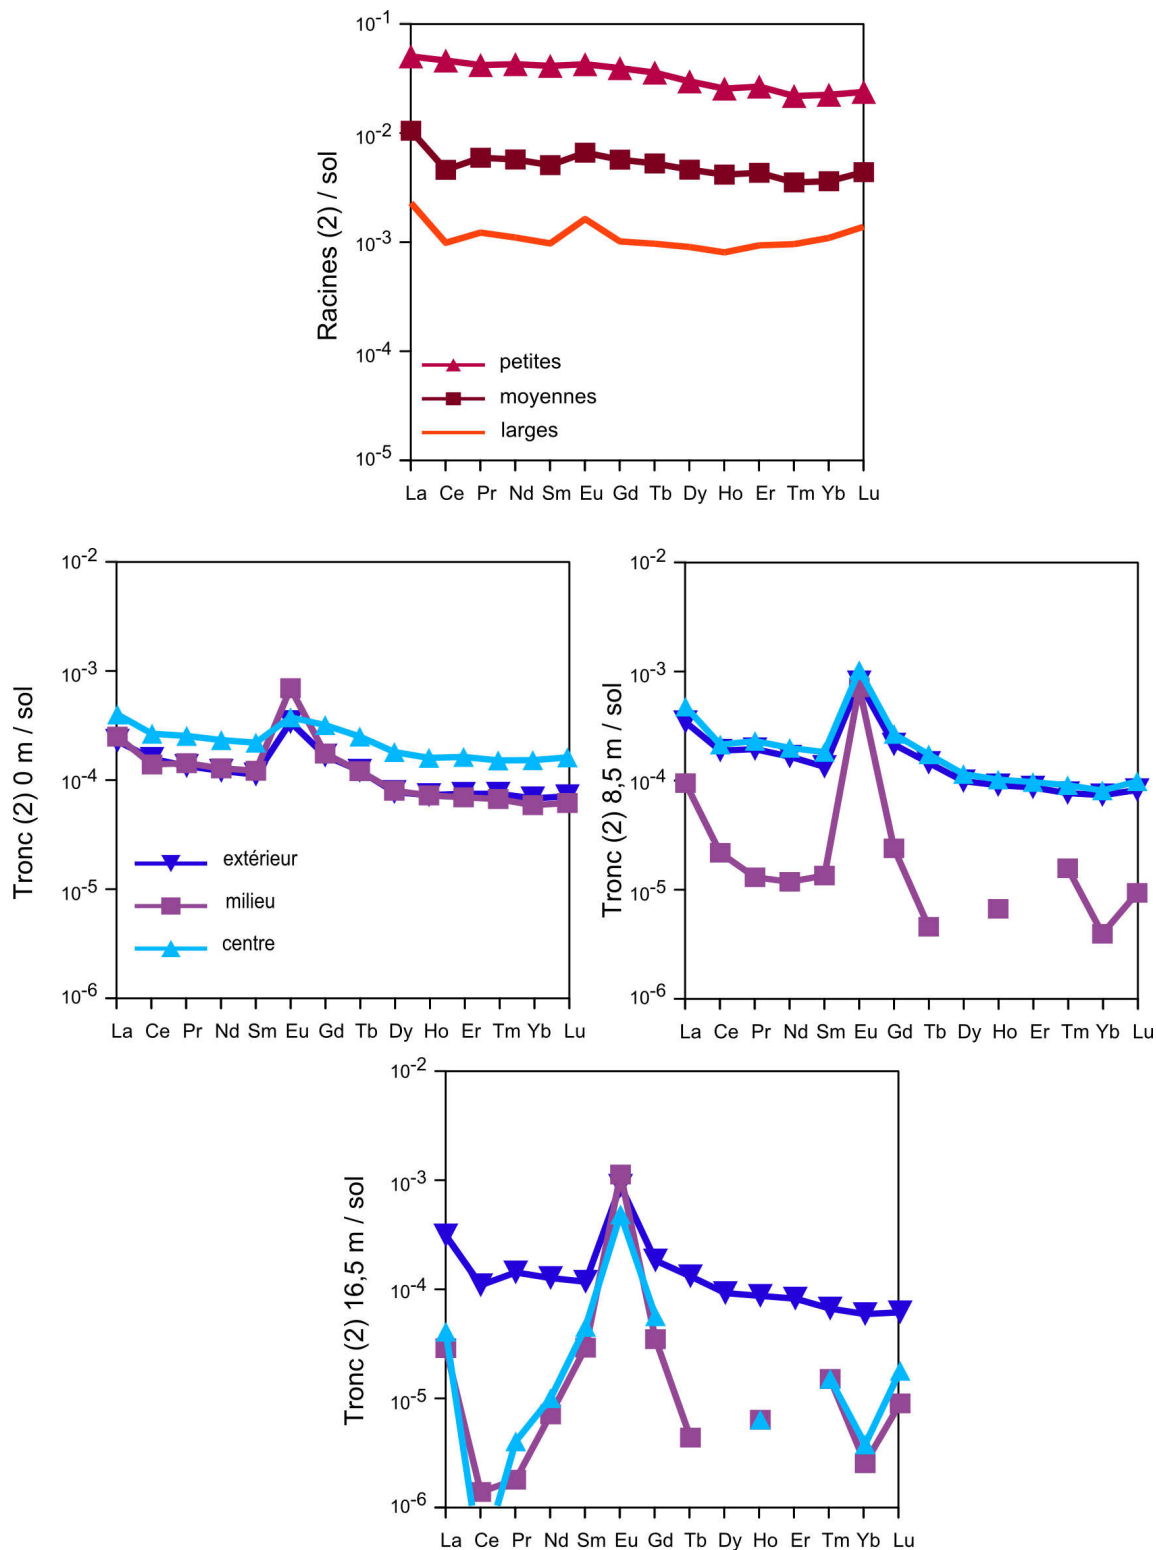 Racines (2) / sol
10-1
10-2
10-3
10-4
10-5
petites
moyennes
larges
La Ce Pr Nd Sm Eu Gd Tb Dy Ho Er Tm Yb Lu
Tronc (2) 0 m / sol
10-2
10-3
10-4
10-5
10-6
extérieur
milieu
centre
La Ce Pr Nd Sm Eu Gd Tb Dy Ho Er Tm Yb Lu
Tronc (2) 8,5 m / sol
10-2
10-3
10-4
10-5
10-6
La Ce Pr Nd Sm Eu Gd Tb Dy Ho Er Tm Yb Lu
Tronc (2) 16,5 m / sol
10-2
10-3
10-4
10-5
10-6
La Ce Pr Nd Sm Eu Gd Tb Dy Ho Er Tm Yb Lu